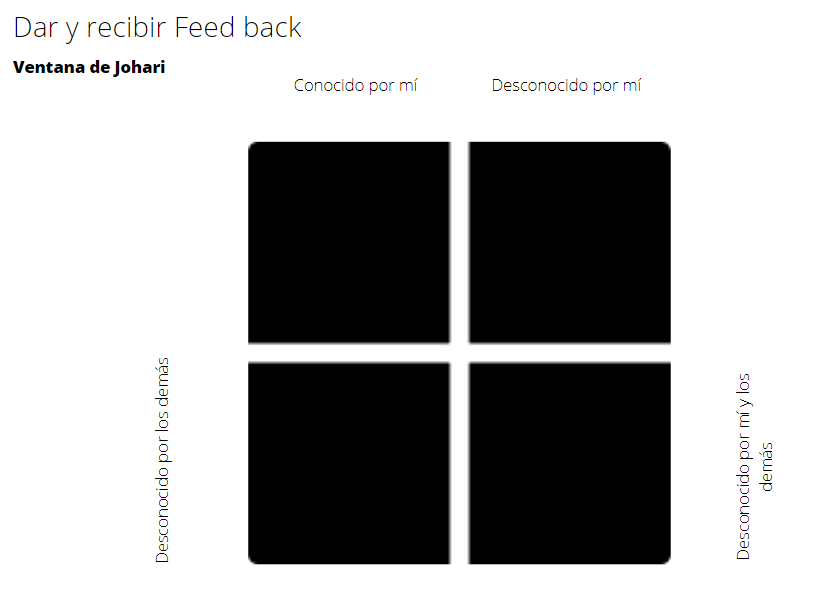 Dar y recibir Feed back
Ventana de Johari
Conocido por mí
Desconocido por mí
Desconocido por los demás
Desconocido por mí y los
demás